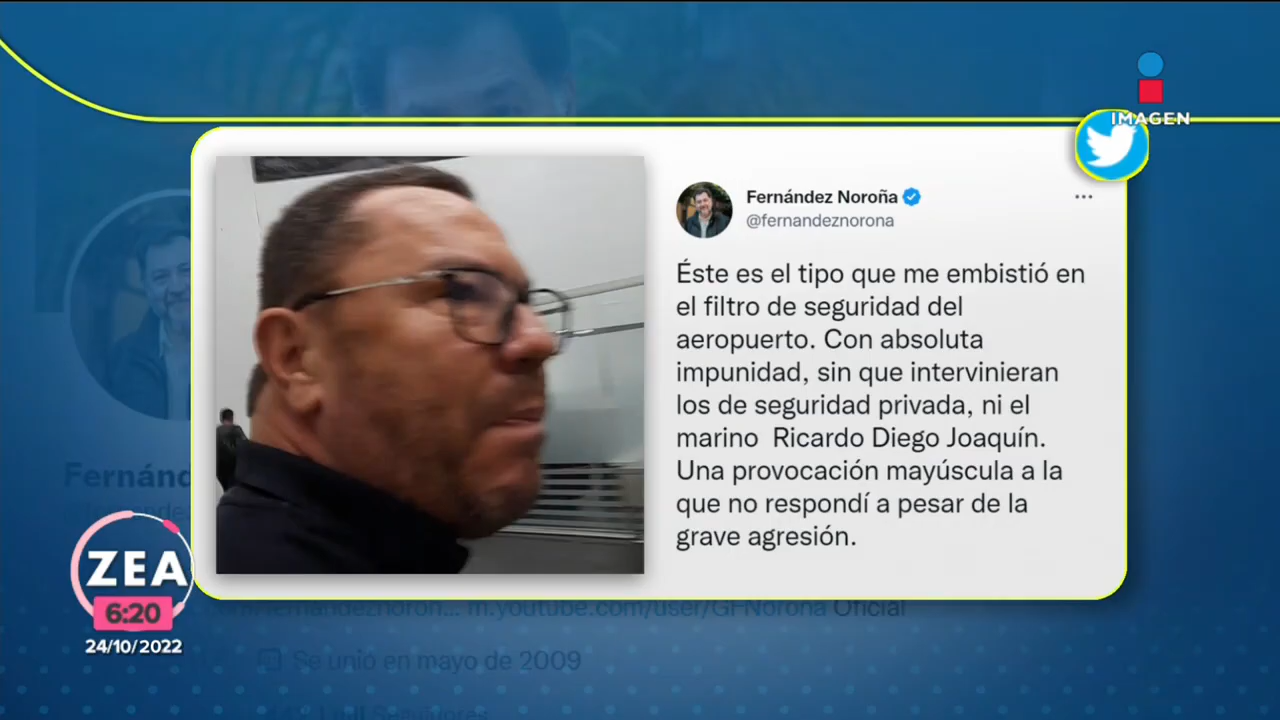 IMAGEN
Fernández Noroña
@fernandeznorona
Éste es el tipo que me embistió en
el filtro de seguridad del
aeropuerto. Con absoluta
impunidad, sin que intervinieran
los de seguridad privada, ni el
marino Ricardo Diego Joaquín.
Una provocación mayúscula a la
que no respondí a pesar de la
grave agresión.
Fernánd
ZEA
6:20
24/10/2022
m.youtube.com/user/GFNorona Oficial
Se unió en mayo de 2009